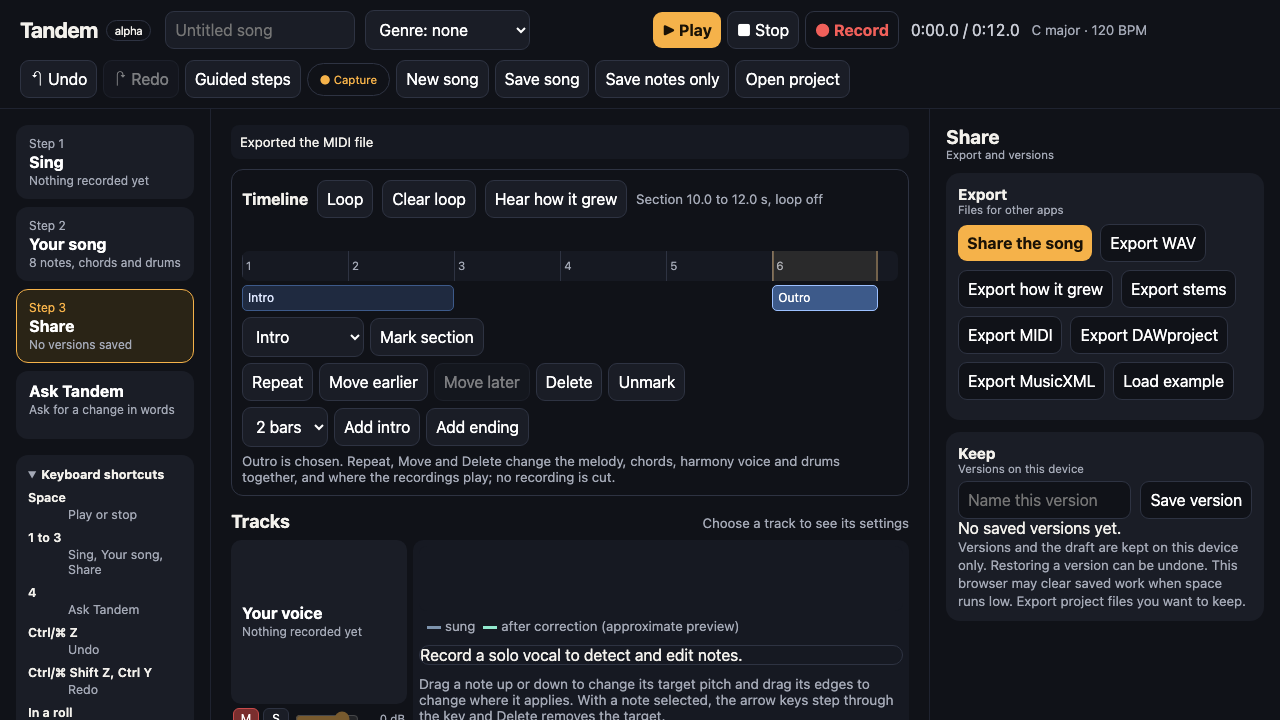 Tandem alpha Untitled song Genre: none Play Stop Record 0:00.0 / 0:12.0 C major · 120 BPM
Undo Redo Guided steps Capture New song Save song Save notes only Open project
Step 1
Sing
Nothing recorded yet
Step 2
Your song
8 notes, chords and drums
Step 3
Share
No versions saved
Ask Tandem
Ask for a change in words
Keyboard shortcuts
Space
Play or stop
1 to 3
Sing, Your song,
Share
4
Ask Tandem
Ctrl/⌘ Z
Undo
Ctrl/⌘ Shift Z, Ctrl Y
Redo
In a roll
Exported the MIDI file
Timeline Loop Clear loop Hear how it grew Section 10.0 to 12.0 s, loop off
1 2 3 4 5 6
Intro Outro
Intro Mark section
Repeat Move earlier Move later Delete Unmark
2 bars Add intro Add ending
Outro is chosen. Repeat, Move and Delete change the melody, chords, harmony voice and drums
together, and where the recordings play; no recording is cut.
Tracks Choose a track to see its settings
Your voice
Nothing recorded yet
M S 0 dB
sung after correction (approximate preview)
Record a solo vocal to detect and edit notes.
Drag a note up or down to change its target pitch and drag its edges to
change where it applies. With a note selected, the arrow keys step through
the key and Delete removes the target.
Share
Export and versions
Export
Files for other apps
Share the song Export WAV
Export how it grew Export stems
Export MIDI Export DAWproject
Export MusicXML Load example
Keep
Versions on this device
Name this version Save version
No saved versions yet.
Versions and the draft are kept on this device
only. Restoring a version can be undone. This
browser may clear saved work when space
runs low. Export project files you want to keep.